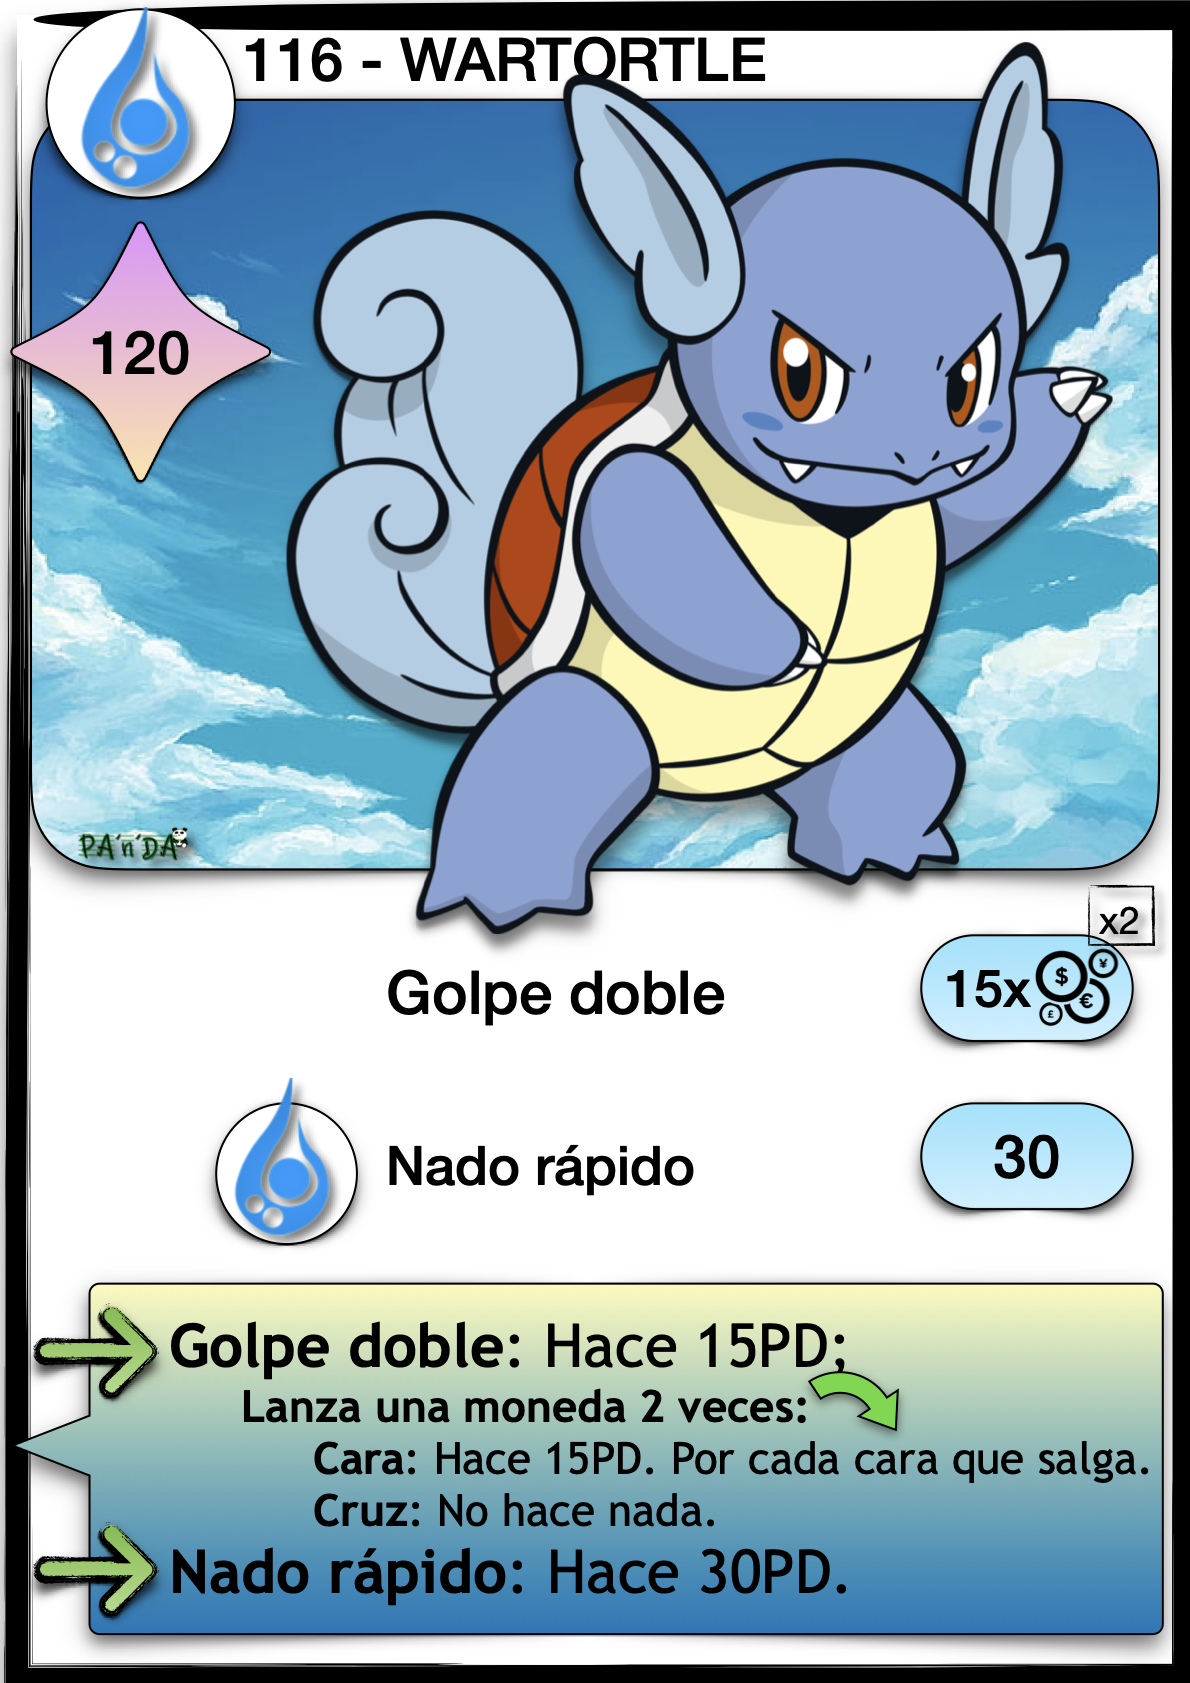 116 - WARTORTLE
120
PA'n'DA
x2
Golpe doble
15x
$ ¥ € £
Nado rápido
30
Golpe doble: Hace 15PD;
Lanza una moneda 2 veces:
Cara: Hace 15PD. Por cada cara que salga.
Cruz: No hace nada.
Nado rápido: Hace 30PD.